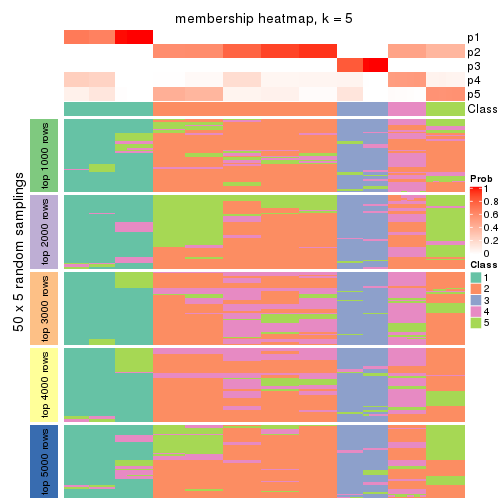 membership heatmap, k = 5
p1
p2
p3
p4
p5
Class
50 x 5 random samplings
top 1000 rows
top 2000 rows
top 3000 rows
top 4000 rows
top 5000 rows
Prob
1
0.8
0.6
0.4
0.2
0
Class
1
2
3
4
5